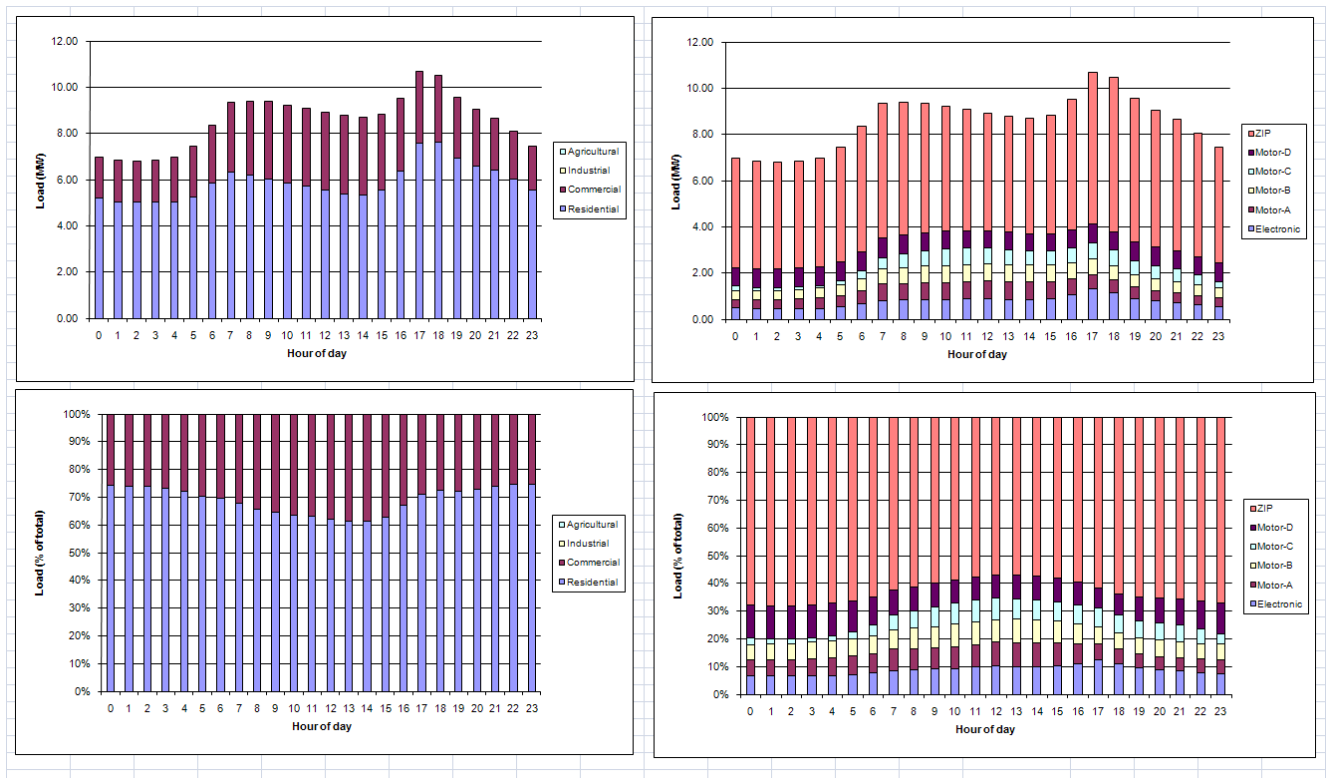 12.00
10.00
8.00
6.00
4.00
2.00
0.00
Load (MW)
0 1 2 3 4 5 6 7 8 9 10 11 12 13 14 15 16 17 18 19 20 21 22 23
Hour of day
Agricultural
Industrial
Commercial
Residential
12.00
10.00
8.00
6.00
4.00
2.00
0.00
Load (MW)
0 1 2 3 4 5 6 7 8 9 10 11 12 13 14 15 16 17 18 19 20 21 22 23
Hour of day
ZIP
Motor-D
Motor-C
Motor-B
Motor-A
Electronic
100%
90%
80%
70%
60%
50%
40%
30%
20%
10%
0%
Load (% of total)
0 1 2 3 4 5 6 7 8 9 10 11 12 13 14 15 16 17 18 19 20 21 22 23
Hour of day
Agricultural
Industrial
Commercial
Residential
100%
90%
80%
70%
60%
50%
40%
30%
20%
10%
0%
Load (% of total)
0 1 2 3 4 5 6 7 8 9 10 11 12 13 14 15 16 17 18 19 20 21 22 23
Hour of day
ZIP
Motor-D
Motor-C
Motor-B
Motor-A
Electronic